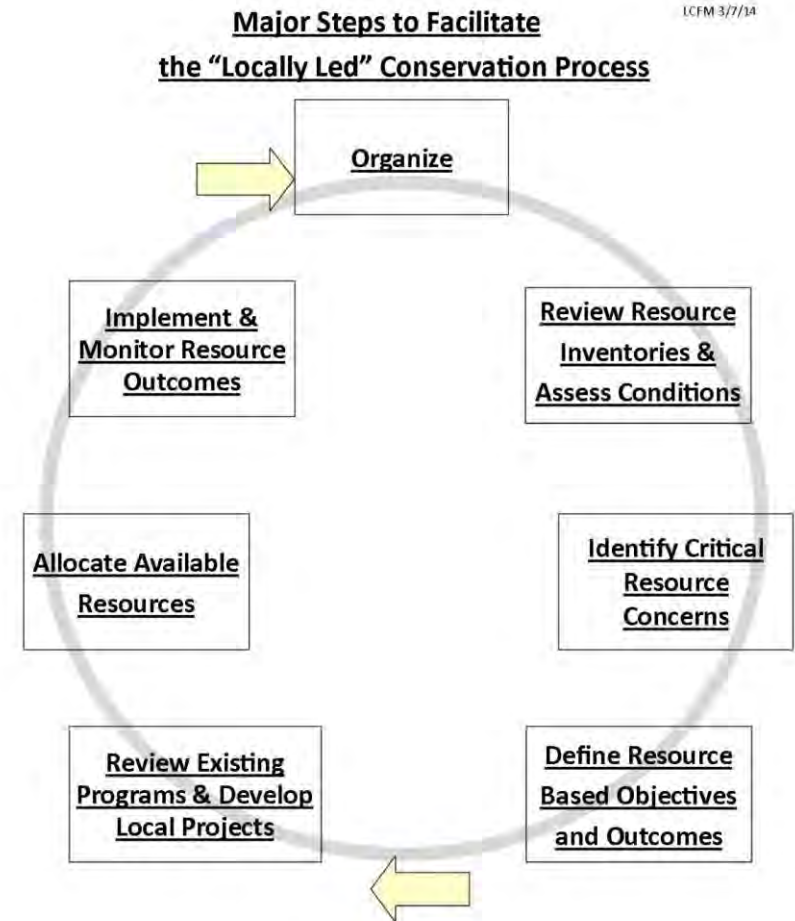 LCFM 3/7/14
Major Steps to Facilitate
the “Locally Led” Conservation Process
Organize
Review Resource
Inventories &
Assess Conditions
Identify Critical
Resource
Concerns
Define Resource
Based Objectives
and Outcomes
Review Existing
Programs & Develop
Local Projects
Allocate Available
Resources
Implement &
Monitor Resource
Outcomes